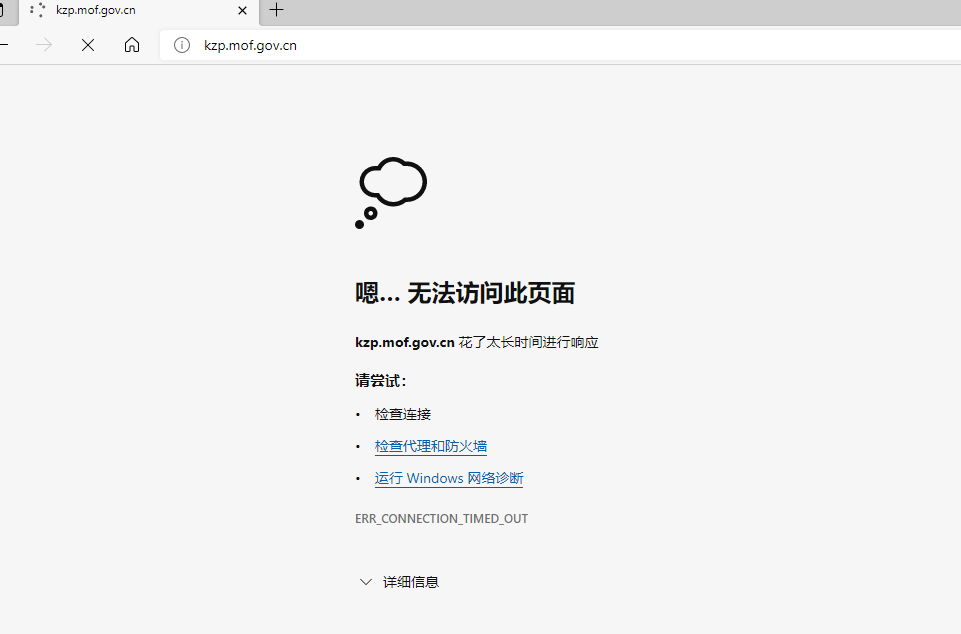 kzp.mof.gov.cn
kzp.mof.gov.cn
嗯… 无法访问此页面
kzp.mof.gov.cn 花了太长时间进行响应
请尝试：
• 检查连接
• 检查代理和防火墙
• 运行 Windows 网络诊断
ERR_CONNECTION_TIMED_OUT
详细信息